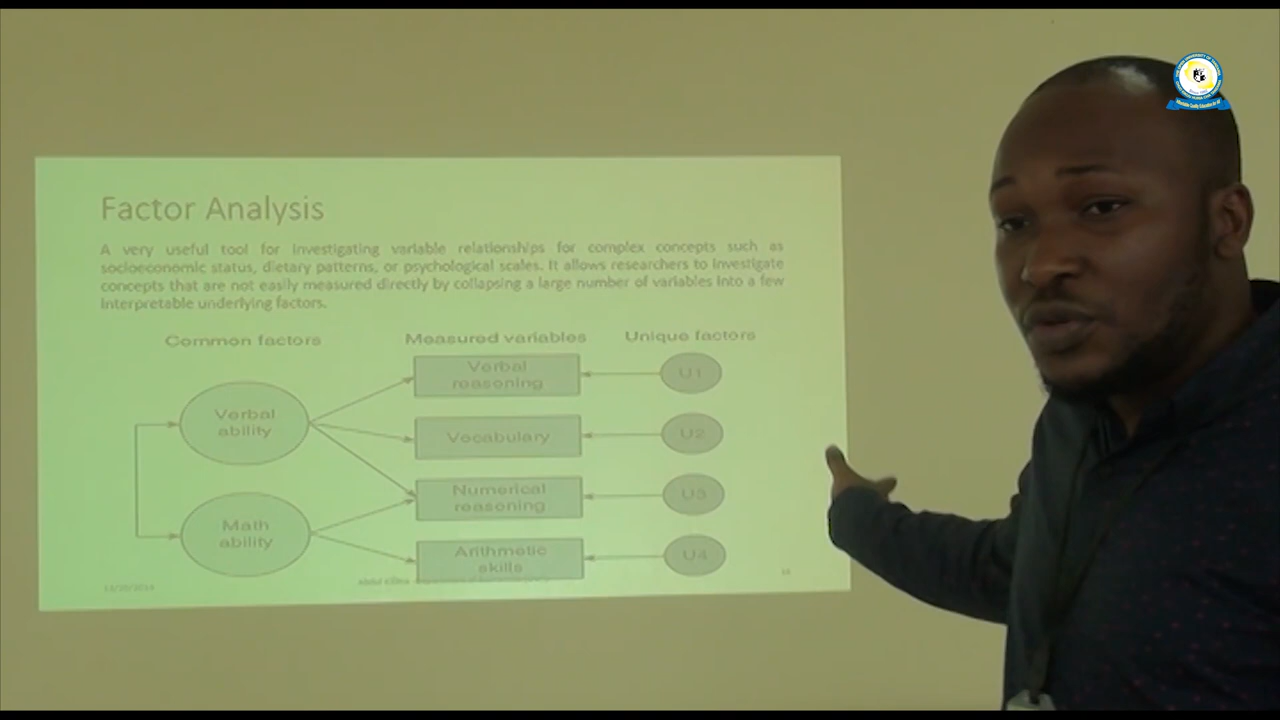 Factor Analysis
A very useful tool for investigating variable relationships for complex concepts such as
socioeconomic status, dietary patterns, or psychological scales. It allows researchers to investigate
concepts that are not easily measured directly by collapsing a large number of variables into a few
interpretable underlying factors.
Common factors
Measured variables
Unique factors
Verbal
reasoning
U1
Verbal
ability
Vocabulary
U2
Numerical
reasoning
U3
Math
ability
Arithmetic
skills
U4